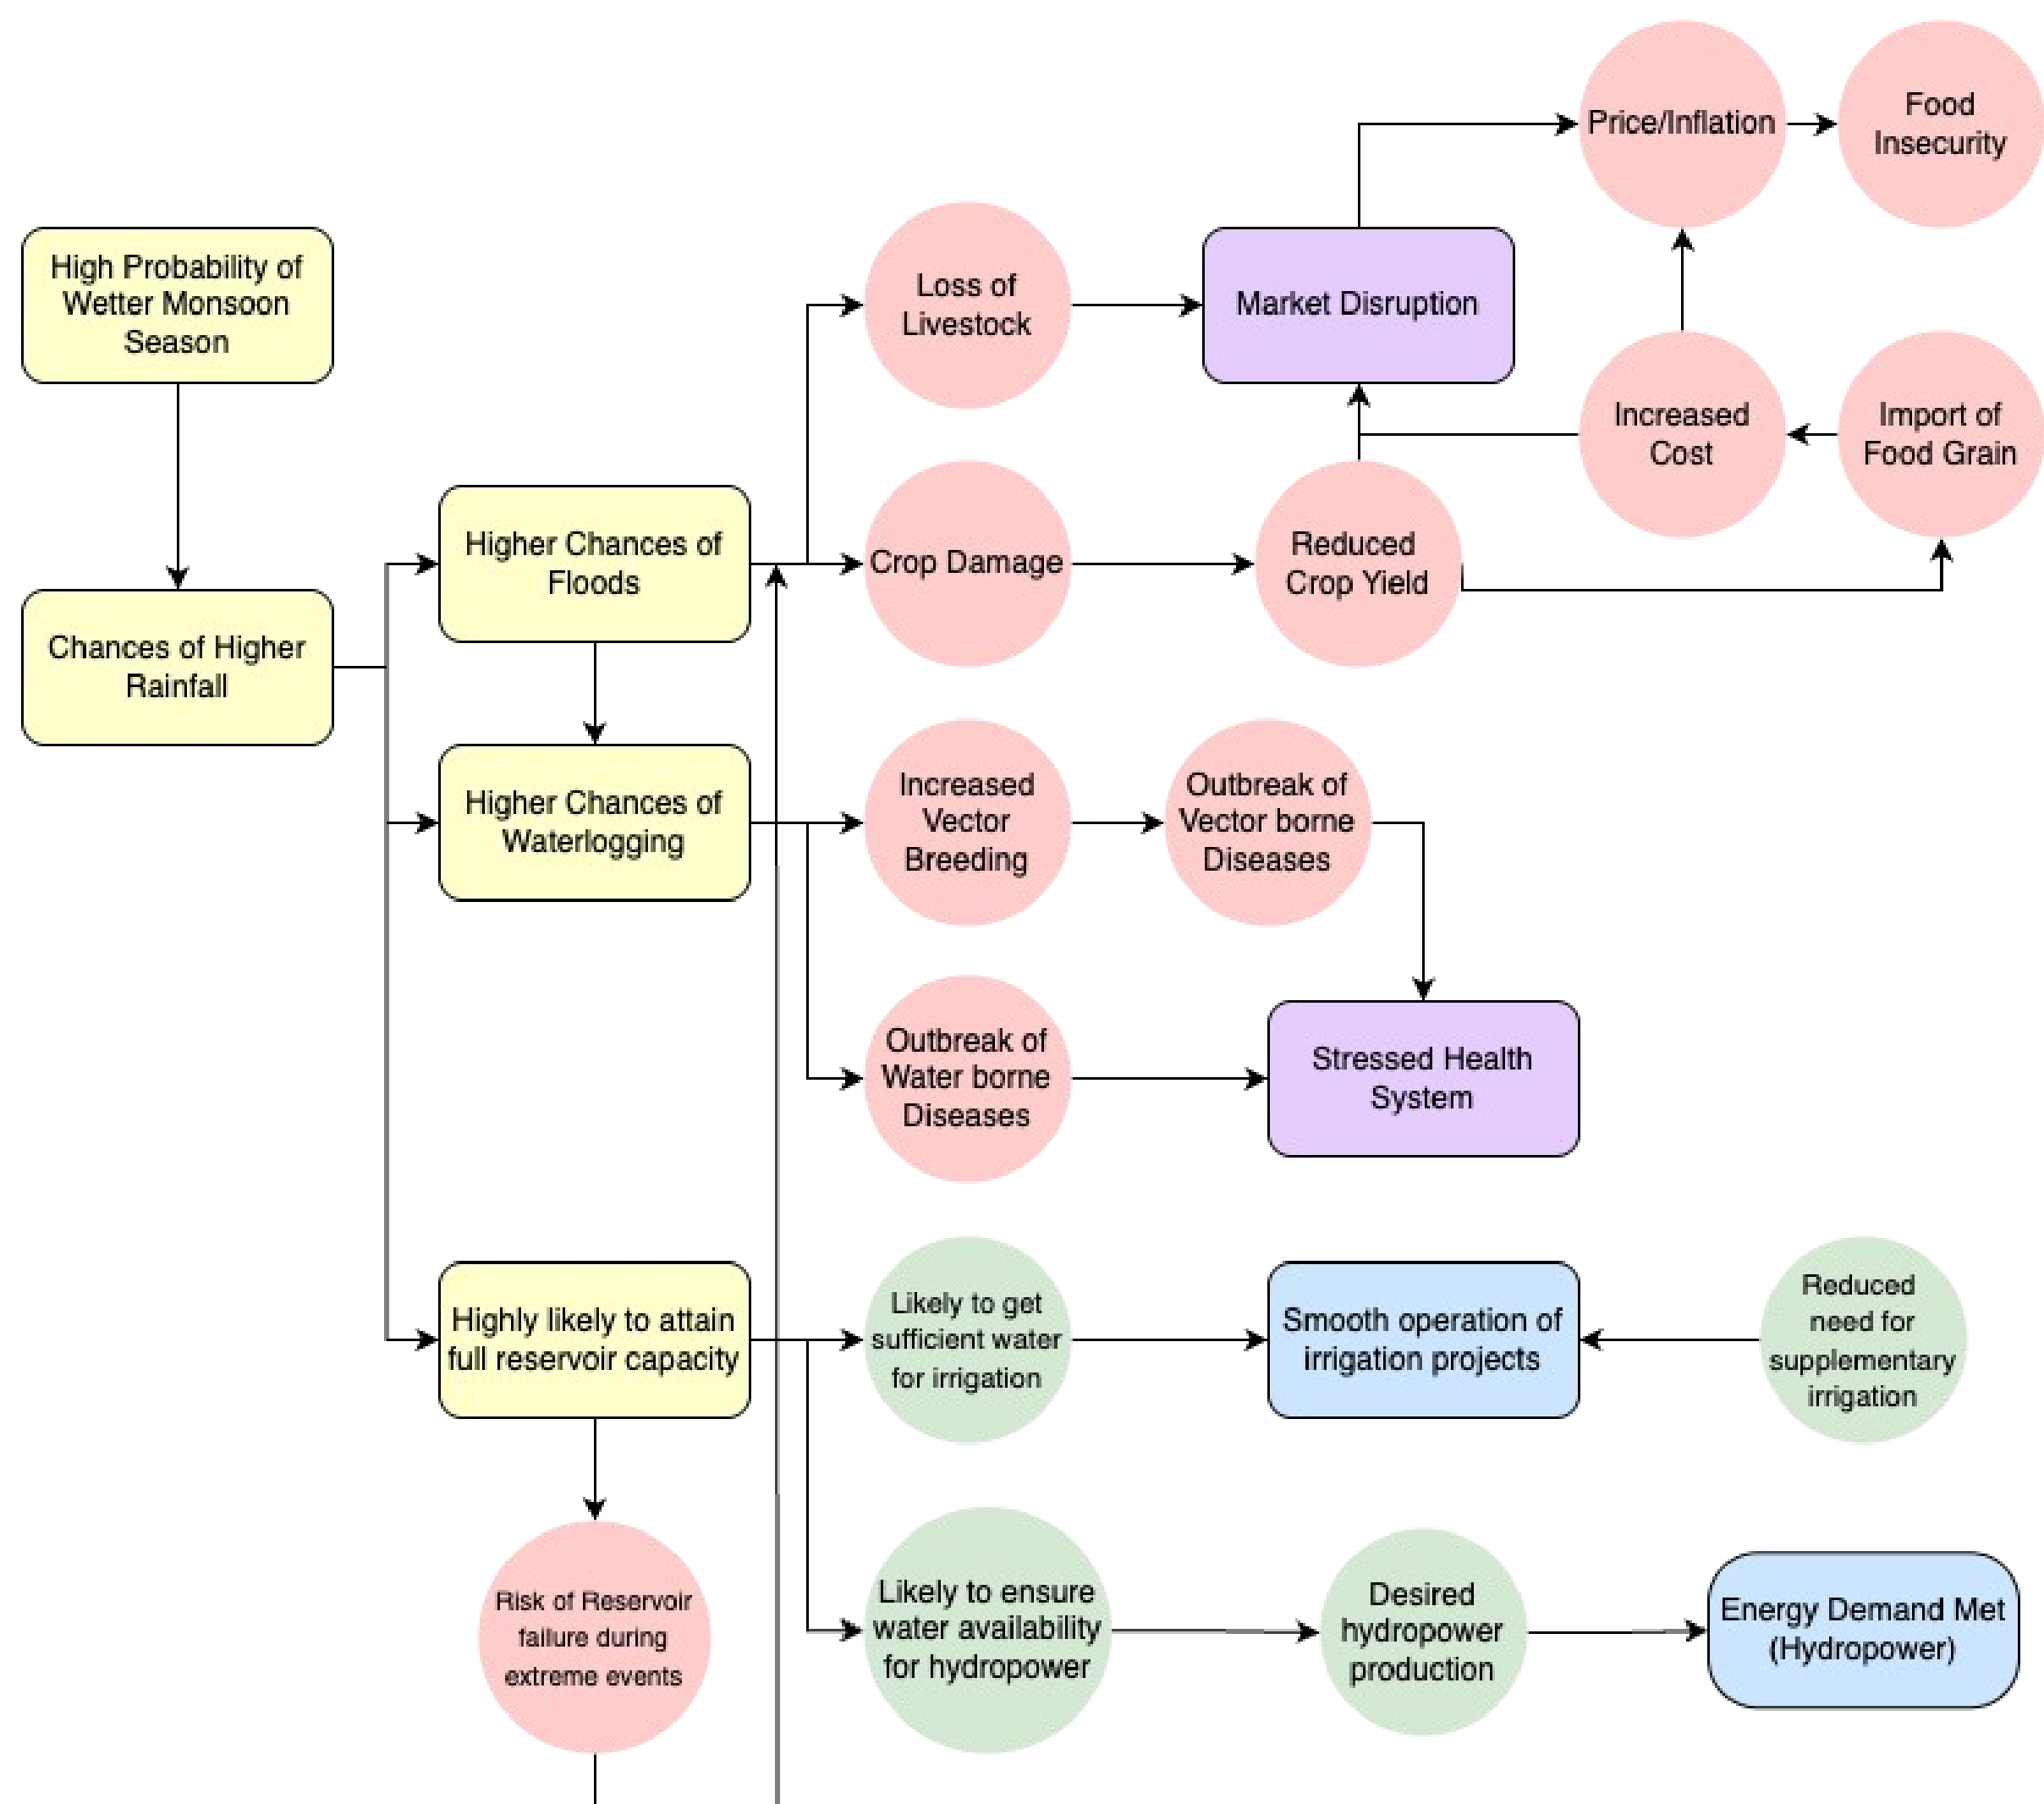 Price/Inflation
Food
Insecurity
High Probability of
Wetter Monsoon
Season
Loss of
Livestock
Market Disruption
Increased
Cost
Import of
Food Grain
Chances of Higher
Rainfall
Higher Chances of
Floods
Crop Damage
Reduced
Crop Yield
Higher Chances of
Waterlogging
Increased
Vector
Breeding
Outbreak of
Vector borne
Diseases
Outbreak of
Water borne
Diseases
Stressed Health
System
Highly likely to attain
full reservoir capacity
Likely to get
sufficient water
for irrigation
Smooth operation of
irrigation projects
Reduced
need for
supplementary
irrigation
Risk of Reservoir
failure during
extreme events
Likely to ensure
water availability
for hydropower
Desired
hydropower
production
Energy Demand Met
(Hydropower)